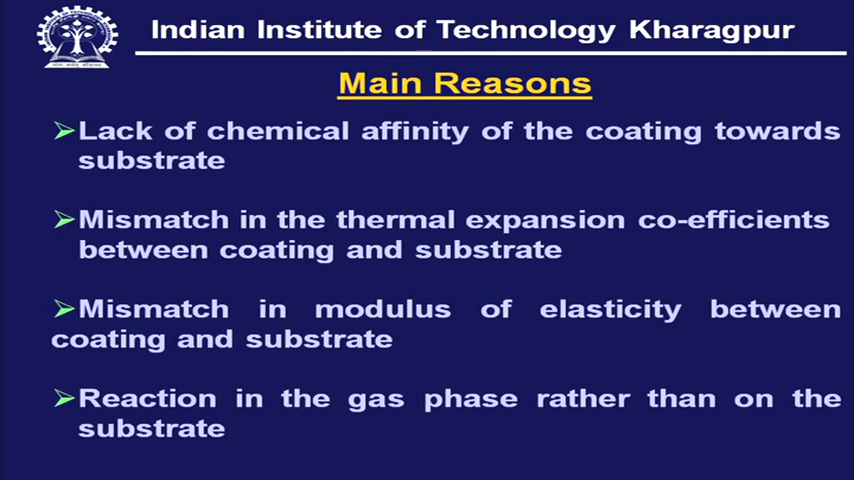 Indian Institute of Technology Kharagpur
Main Reasons
➢Lack of chemical affinity of the coating towards
substrate
➢Mismatch in the thermal expansion co-efficients
between coating and substrate
➢Mismatch in modulus of elasticity between
coating and substrate
➢Reaction in the gas phase rather than on the
substrate